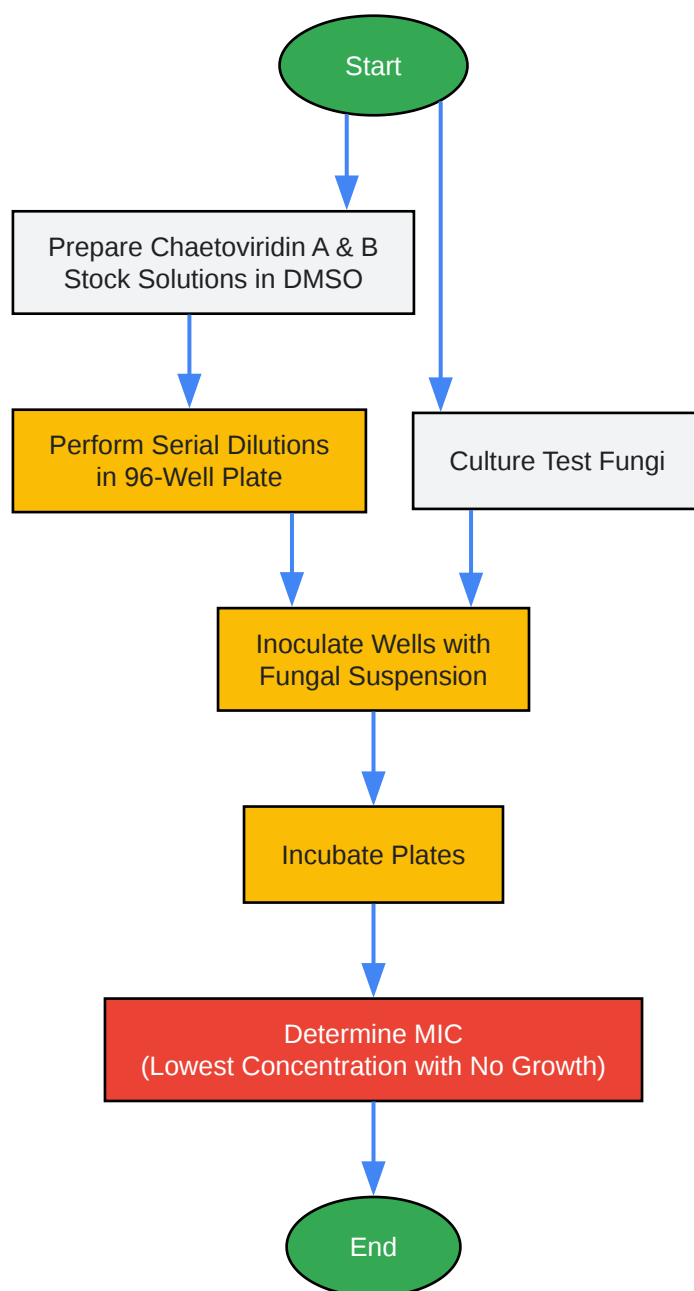 Start
Prepare Chaetoviridin A & B
Stock Solutions in DMSO
Perform Serial Dilutions
in 96-Well Plate
Culture Test Fungi
Inoculate Wells with
Fungal Suspension
Incubate Plates
Determine MIC
(Lowest Concentration with No Growth)
End